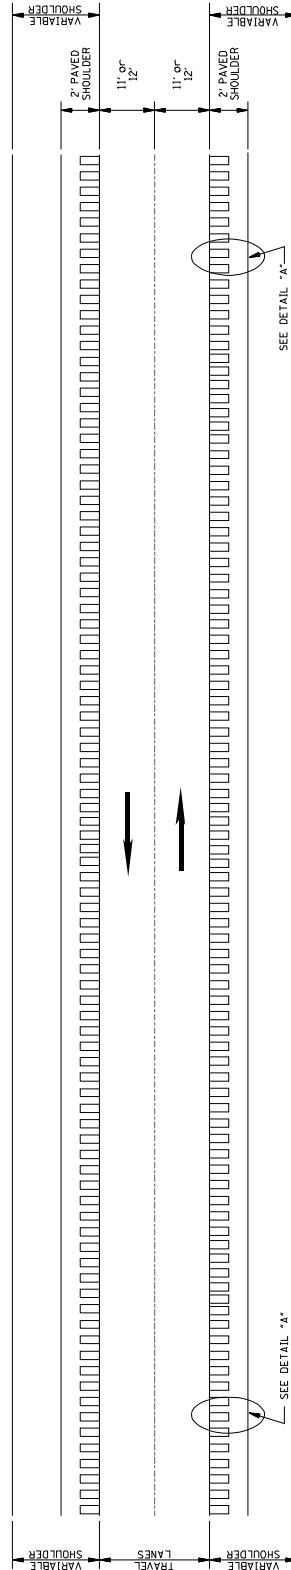 VARIABLE
SHOULDER
VARIABLE
SHOULDER
2' PAVED
SHOULDER
11' or
12'
11' or
12'
2' PAVED
SHOULDER
SEE DETAIL "A"
SEE DETAIL "A"
VARIABLE
SHOULDER
TRAVEL
LANES
VARIABLE
SHOULDER